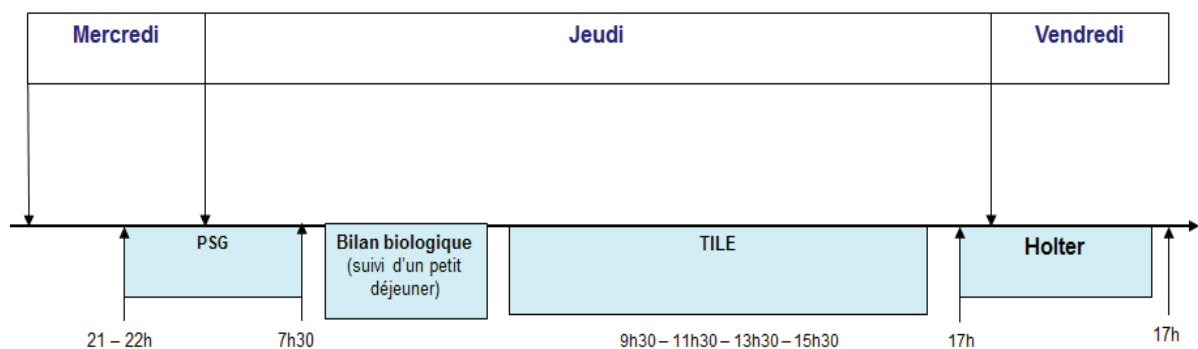 Mercredi
Jeudi
Vendredi
PSG
Bilan biologique
(suivi d'un petit
déjeuner)
TILE
Holter
21 – 22h
7h30
9h30 – 11h30 – 13h30 – 15h30
17h
17h